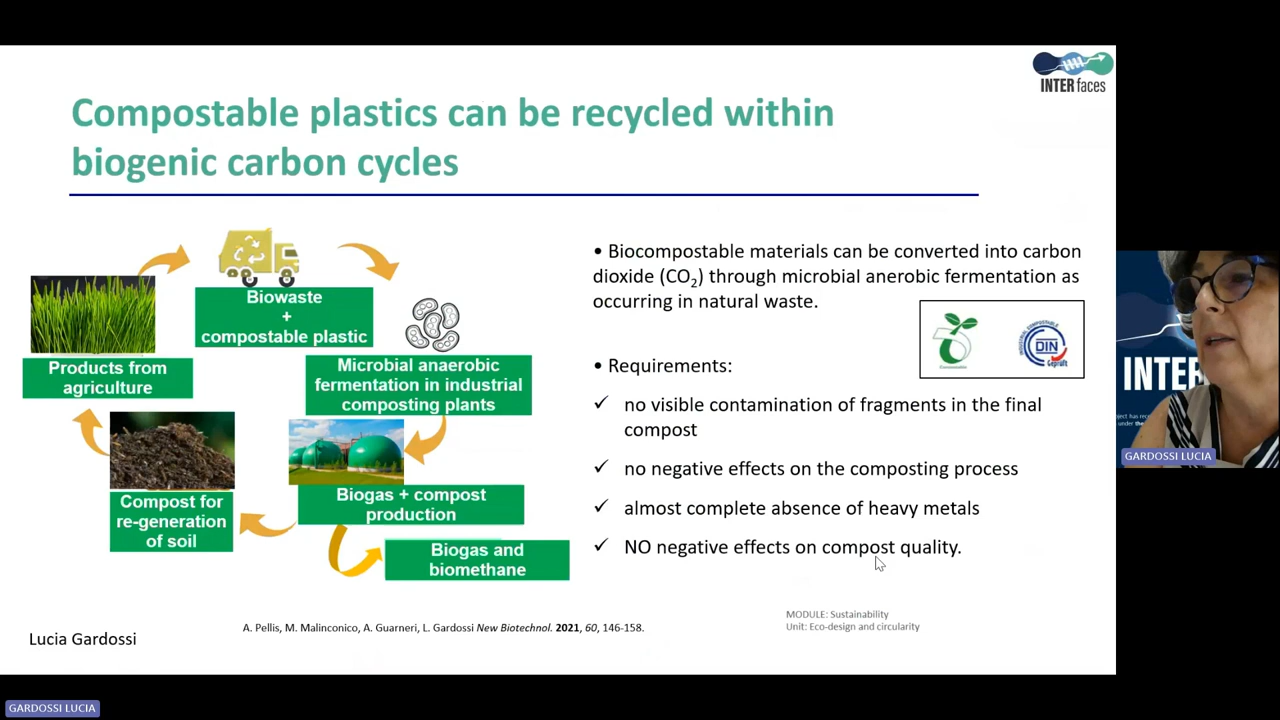 INTERfaces
Compostable plastics can be recycled within
biogenic carbon cycles
Biowaste
+
compostable plastic
Products from
agriculture
Microbial anaerobic
fermentation in industrial
composting plants
Biogas + compost
production
Compost for
re-generation
of soil
Biogas and
biomethane
• Biocompostable materials can be converted into carbon
dioxide (CO₂) through microbial anerobic fermentation as
occurring in natural waste.
DIN
Geprüft
• Requirements:
✓ no visible contamination of fragments in the final
compost
✓ no negative effects on the composting process
✓ almost complete absence of heavy metals
✓ NO negative effects on compost quality.
MODULE: Sustainability
Unit: Eco-design and circularity
A. Pellis, M. Malinconico, A. Guarneri, L. Gardossi New Biotechnol. 2021, 60, 146-158.
Lucia Gardossi
INTER
GARDOSSI LUCIA
GARDOSSI LUCIA